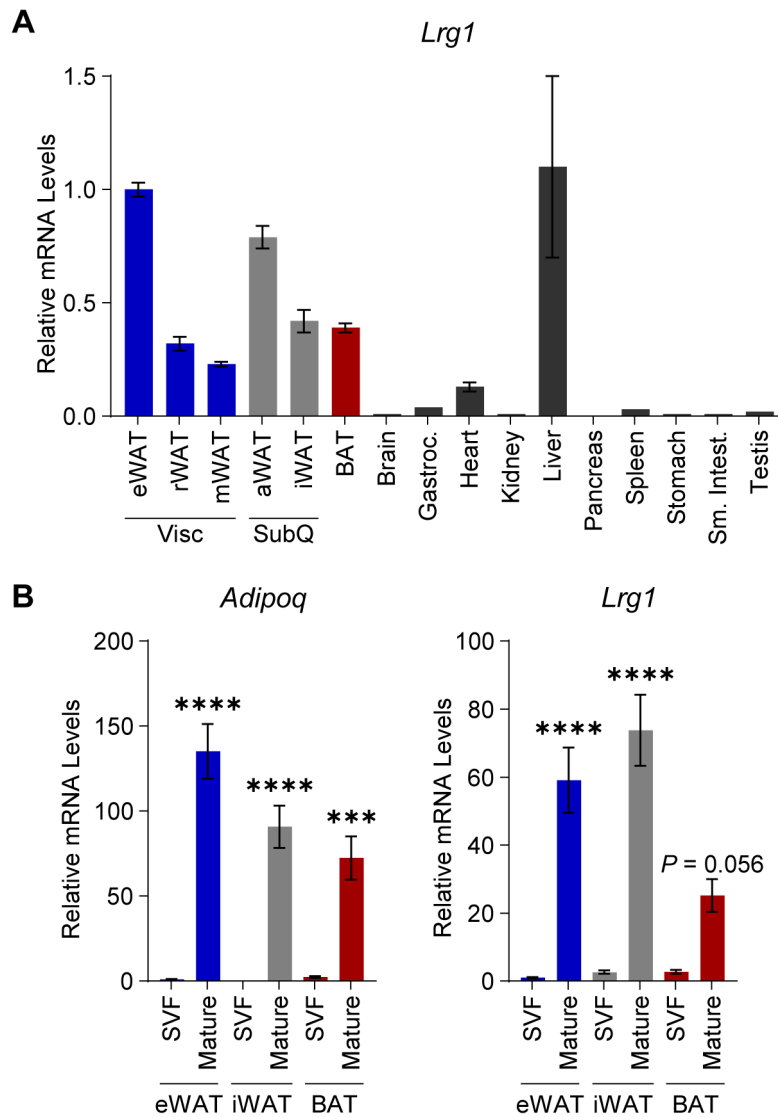 A
Lrg1
Relative mRNA Levels
1.5
1.0
0.5
0.0
eWAT
rWAT
mWAT
aWAT
iWAT
BAT
Brain
Gastroc.
Heart
Kidney
Liver
Pancreas
Spleen
Stomach
Sm. Intest.
Testis
Visc
SubQ
B
Adipoq
Relative mRNA Levels
200
150
100
50
0
****
****
***
SVF
Mature
SVF
Mature
SVF
Mature
eWAT
iWAT
BAT
Lrg1
Relative mRNA Levels
100
80
60
40
20
0
****
****
P = 0.056
SVF
Mature
SVF
Mature
SVF
Mature
eWAT
iWAT
BAT